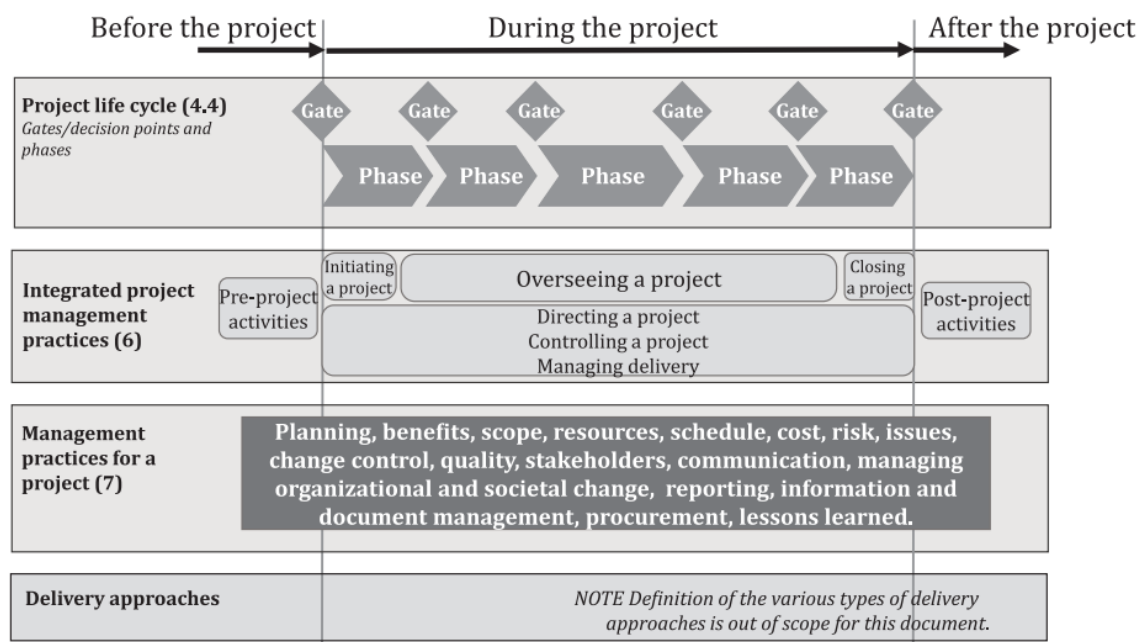 Before the project
During the project
After the project
Project life cycle (4.4)
Gates/decision points and
phases
Gate
Gate
Gate
Gate
Gate
Gate
Phase
Phase
Phase
Phase
Phase
Integrated project
management
practices (6)
Pre-project
activities
Initiating
a project
Overseeing a project
Closing
a project
Directing a project
Controlling a project
Managing delivery
Post-project
activities
Management
practices for a
project (7)
Planning, benefits, scope, resources, schedule, cost, risk, issues,
change control, quality, stakeholders, communication, managing
organizational and societal change, reporting, information and
document management, procurement, lessons learned.
Delivery approaches
NOTE Definition of the various types of delivery
approaches is out of scope for this document.